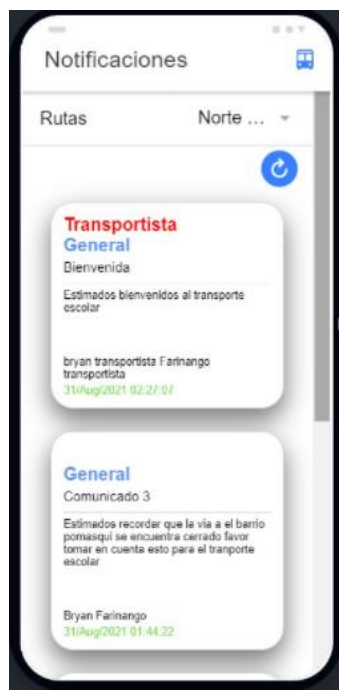 Notificaciones
Rutas Norte ...
Transportista
General
Bienvenida
Estimados bienvenidos al transporte
escolar
bryan transportista Farinango
transportista
31/Aug/2021 02:27:07
General
Comunicado 3
Estimados recordar que la via a el barrio
pomasqui se encuentra cerrado favor
tomar en cuenta esto para el tranporte
escolar
Bryan Farinango
31/Aug/2021 01:44:22